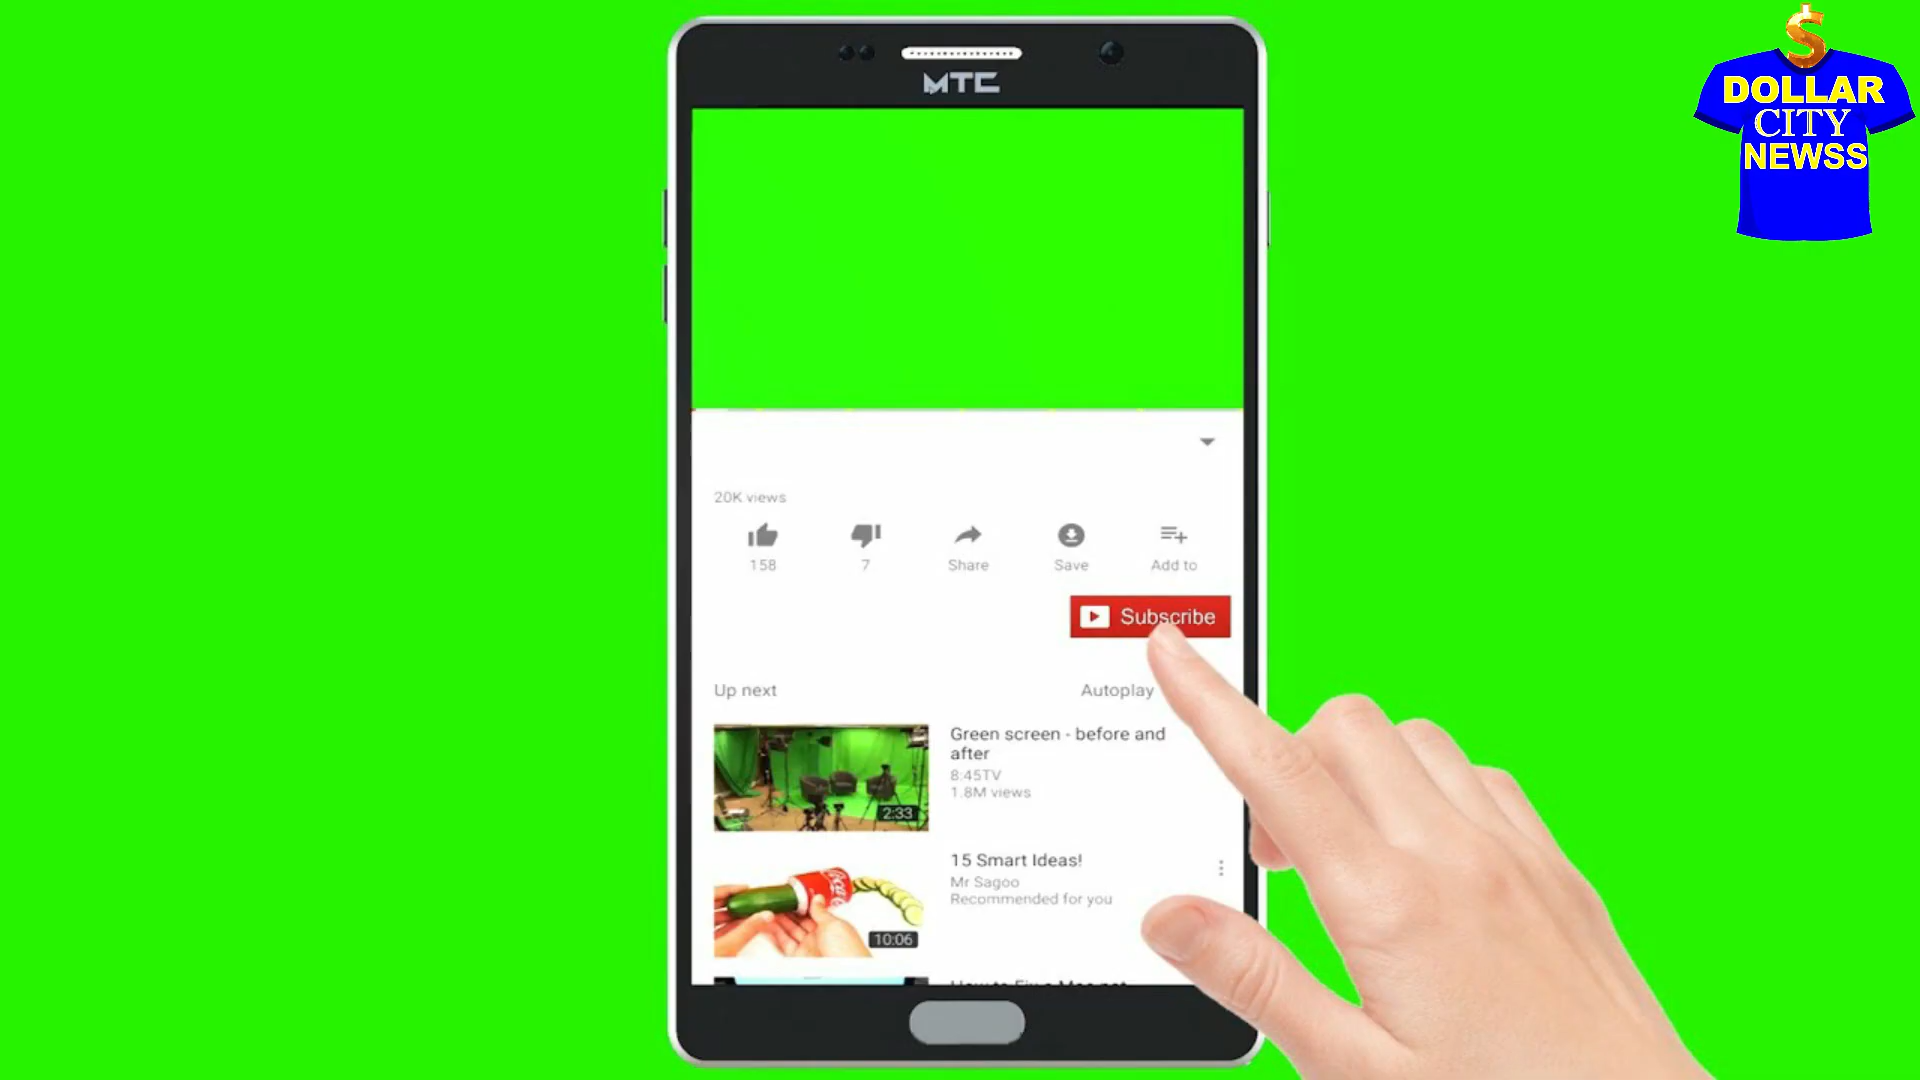 MTC
DOLLAR
CITY
NEWSS
20K views
158
7
Share
Save
Add to
Subscribe
Up next
Autoplay
Green screen - before and
after
8:45TV
1.8M views
2:33
15 Smart Ideas!
Mr Sagoo
Recommended for you
10:06